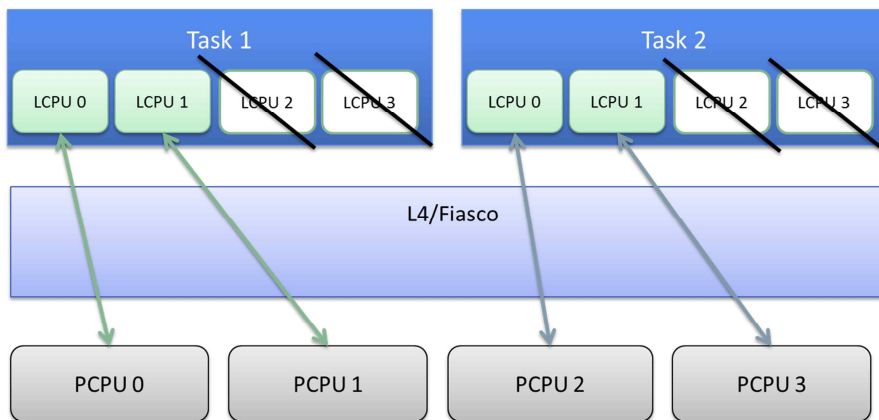 Task 1
LCPU 0
LCPU 1
LCPU 2
LCPU 3
Task 2
LCPU 0
LCPU 1
LCPU 2
LCPU 3
L4/Fiasco
PCPU 0
PCPU 1
PCPU 2
PCPU 3